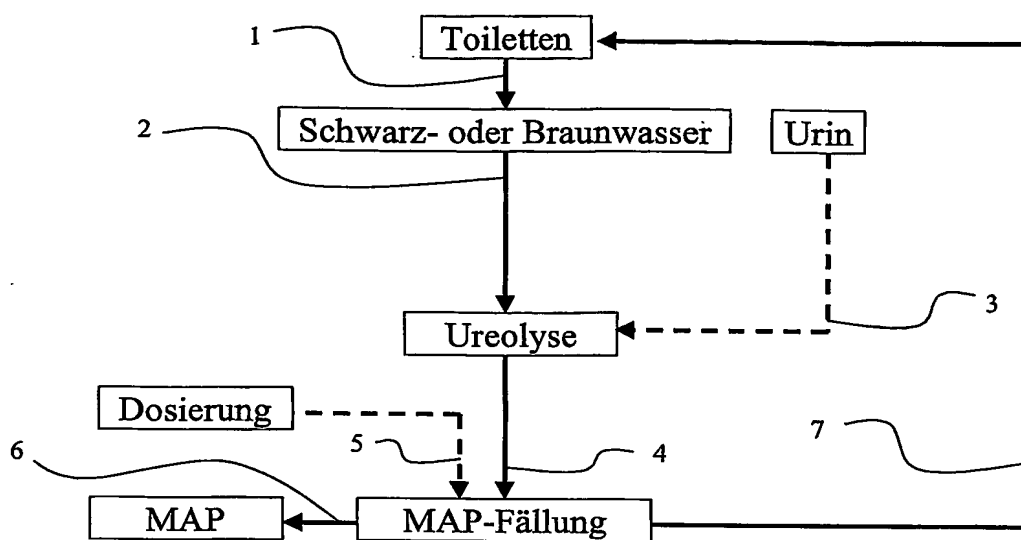 1
Toiletten
2
Schwarz- oder Braunwasser
Urin
3
Ureolyse
Dosierung
6
5
4
7
MAP
MAP-Fällung